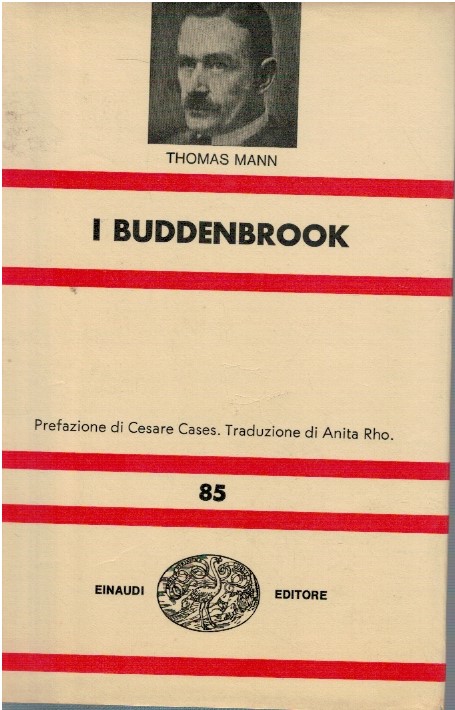 THOMAS MANN
I BUDDENBROOK
Prefazione di Cesare Cases. Traduzione di Anita Rho.
85
EINAUDI EDITORE